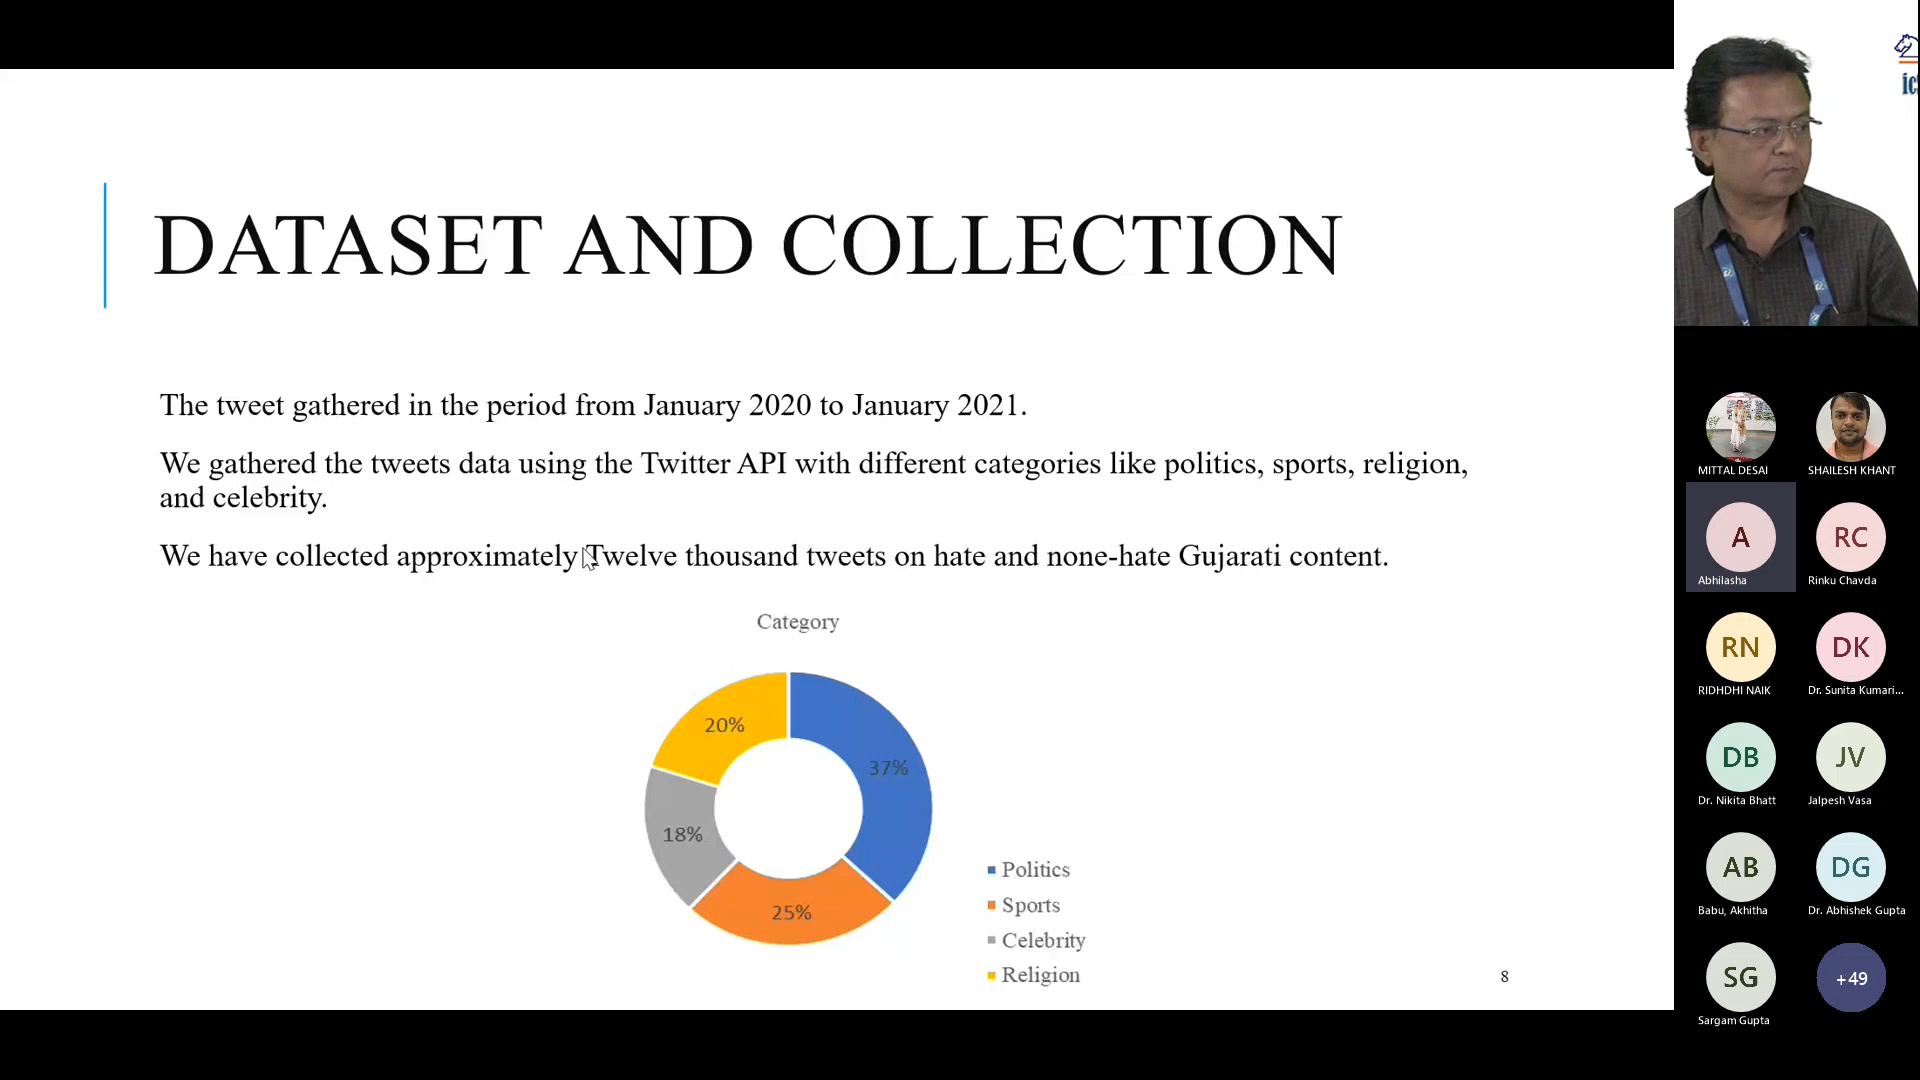 DATASET AND COLLECTION
The tweet gathered in the period from January 2020 to January 2021.
We gathered the tweets data using the Twitter API with different categories like politics, sports, religion,
and celebrity.
We have collected approximately Twelve thousand tweets on hate and none-hate Gujarati content.
Category
20%
37%
18%
25%
Politics
Sports
Celebrity
Religion
8
ic
MITTAL DESAI
SHAILESH KHANT
A
Abhilasha
RC
Rinku Chavda
RN
RIDHDHI NAIK
DK
Dr. Sunita Kumari...
DB
Dr. Nikita Bhatt
JV
Jalpesh Vasa
AB
Babu, Akhitha
DG
Dr. Abhishek Gupta
SG
Sargam Gupta
+49